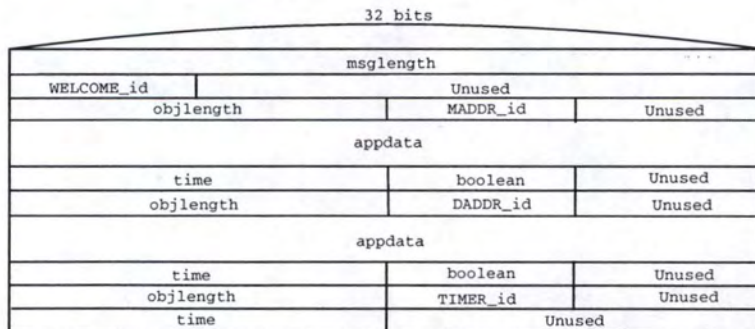 32 bits
msglength
WELCOME_id Unused
objlength MADDR_id Unused
appdata
time boolean Unused
objlength DADDR_id Unused
appdata
time boolean Unused
objlength TIMER_id Unused
time Unused